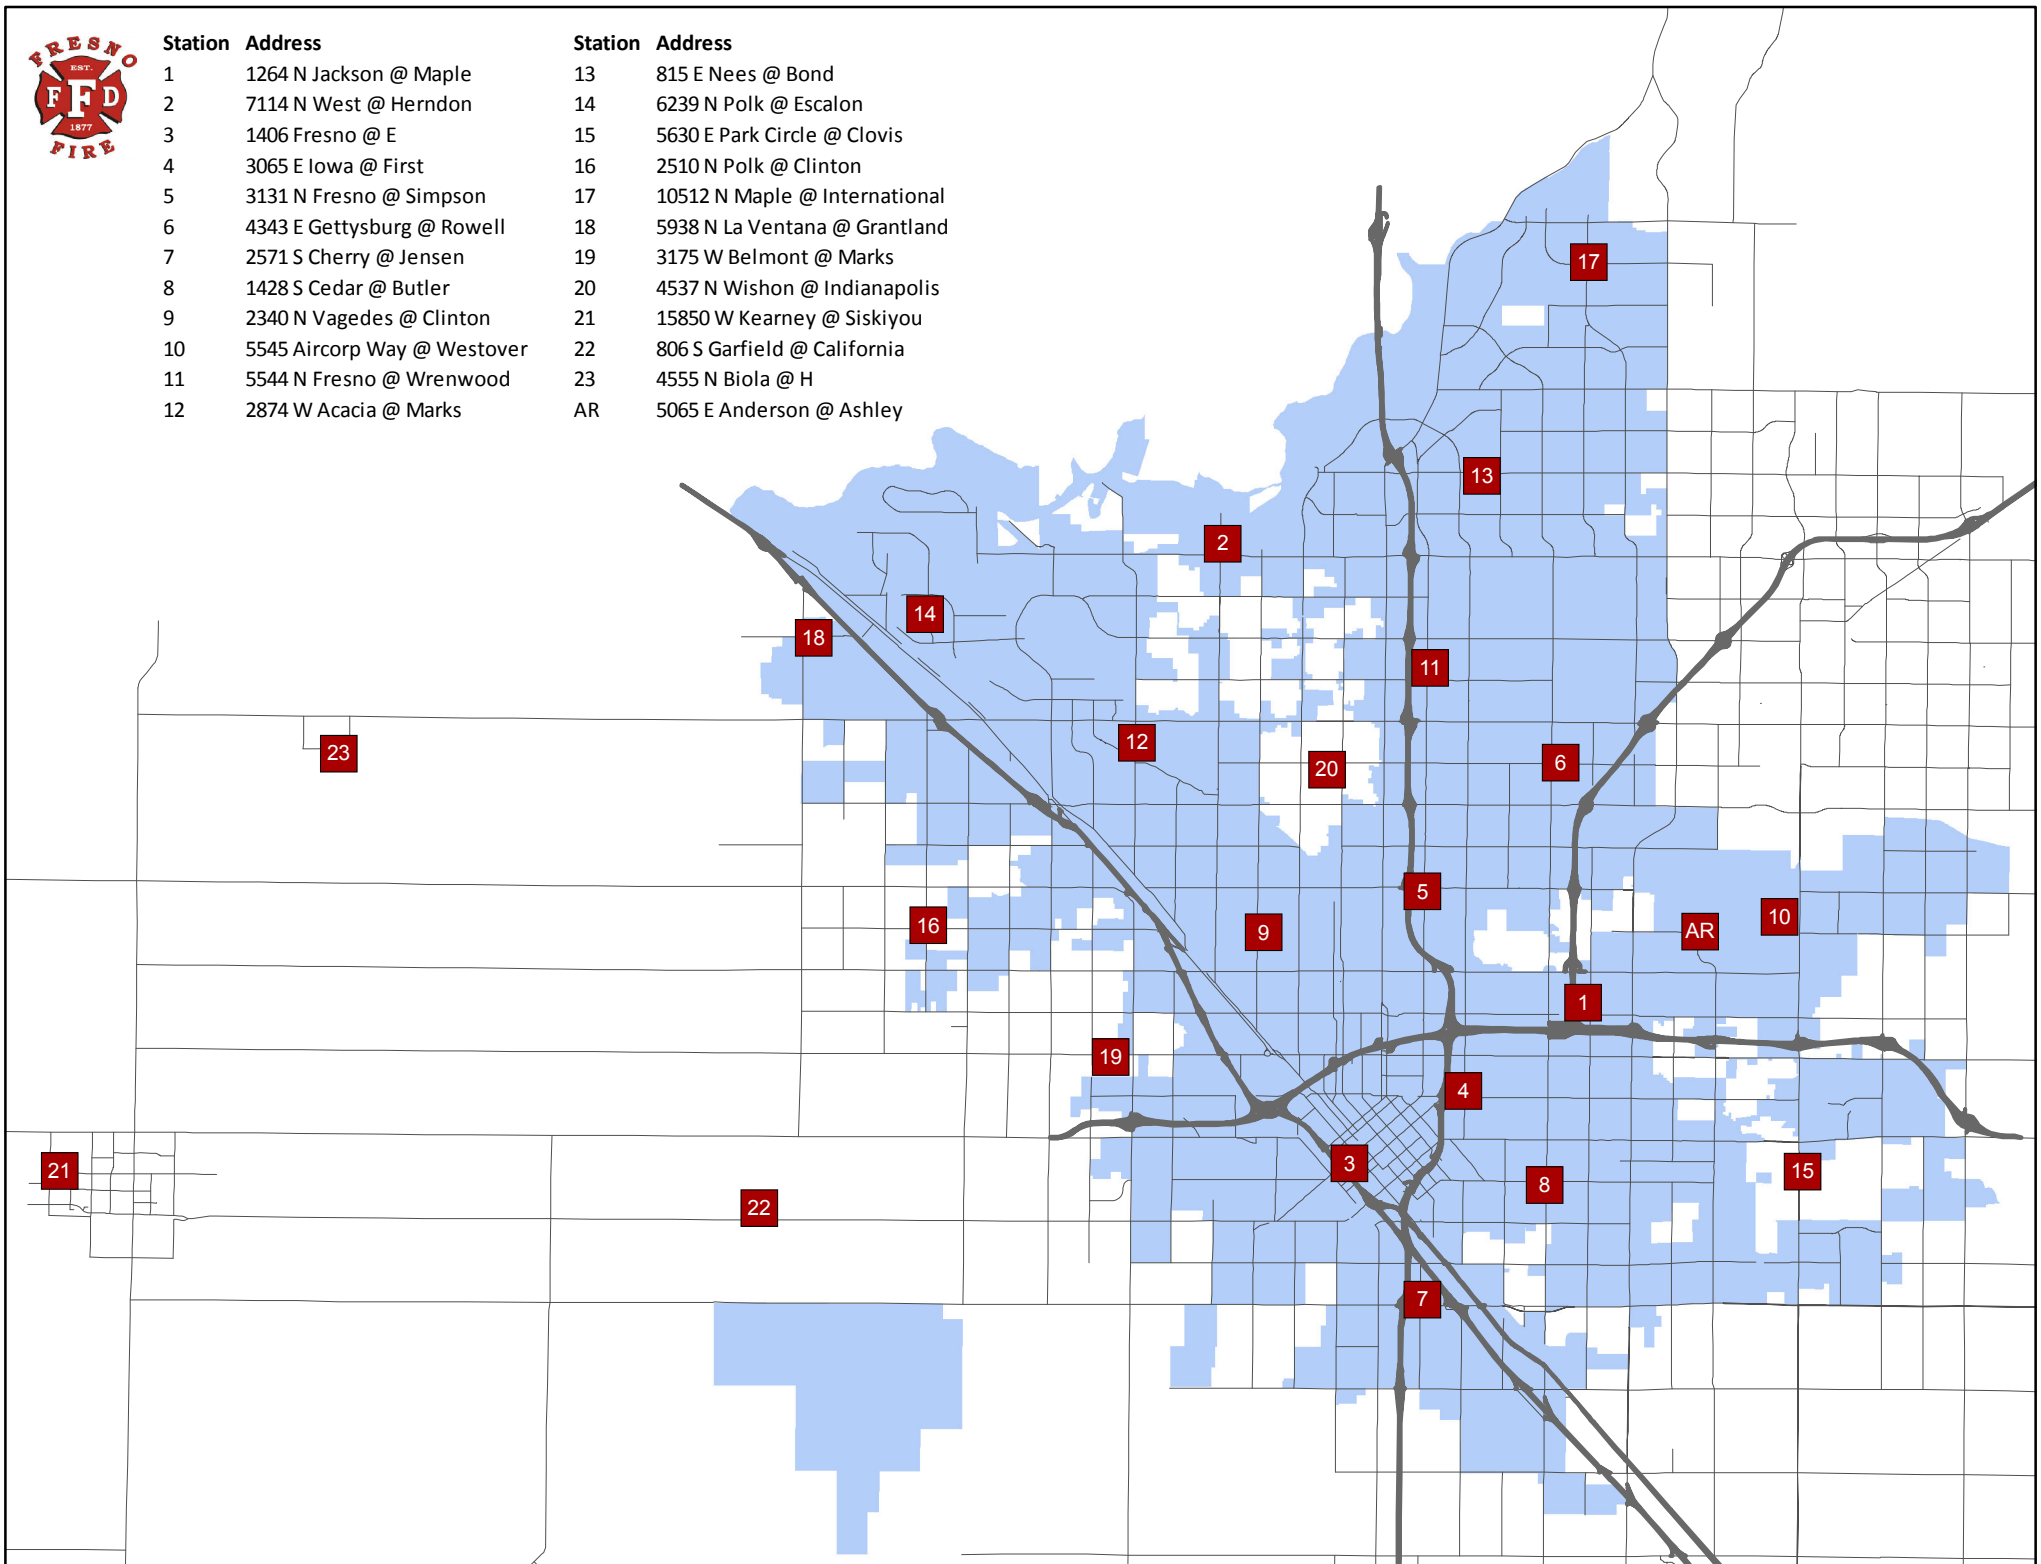 FRESNO
EST.
FFD
1877
FIRE
Station Address
1 1264 N Jackson @ Maple
2 7114 N West @ Herndon
3 1406 Fresno @ E
4 3065 E Iowa @ First
5 3131 N Fresno @ Simpson
6 4343 E Gettysburg @ Rowell
7 2571 S Cherry @ Jensen
8 1428 S Cedar @ Butler
9 2340 N Vagedes @ Clinton
10 5545 Aircorp Way @ Westover
11 5544 N Fresno @ Wrenwood
12 2874 W Acacia @ Marks
Station Address
13 815 E Nees @ Bond
14 6239 N Polk @ Escalon
15 5630 E Park Circle @ Clovis
16 2510 N Polk @ Clinton
17 10512 N Maple @ International
18 5938 N La Ventana @ Grantland
19 3175 W Belmont @ Marks
20 4537 N Wishon @ Indianapolis
21 15850 W Kearney @ Siskiyou
22 806 S Garfield @ California
23 4555 N Biola @ H
AR 5065 E Anderson @ Ashley
17
13
2
14
18
11
12
23
6
20
5
10
16
9
AR
1
19
4
3
21
15
8
22
7